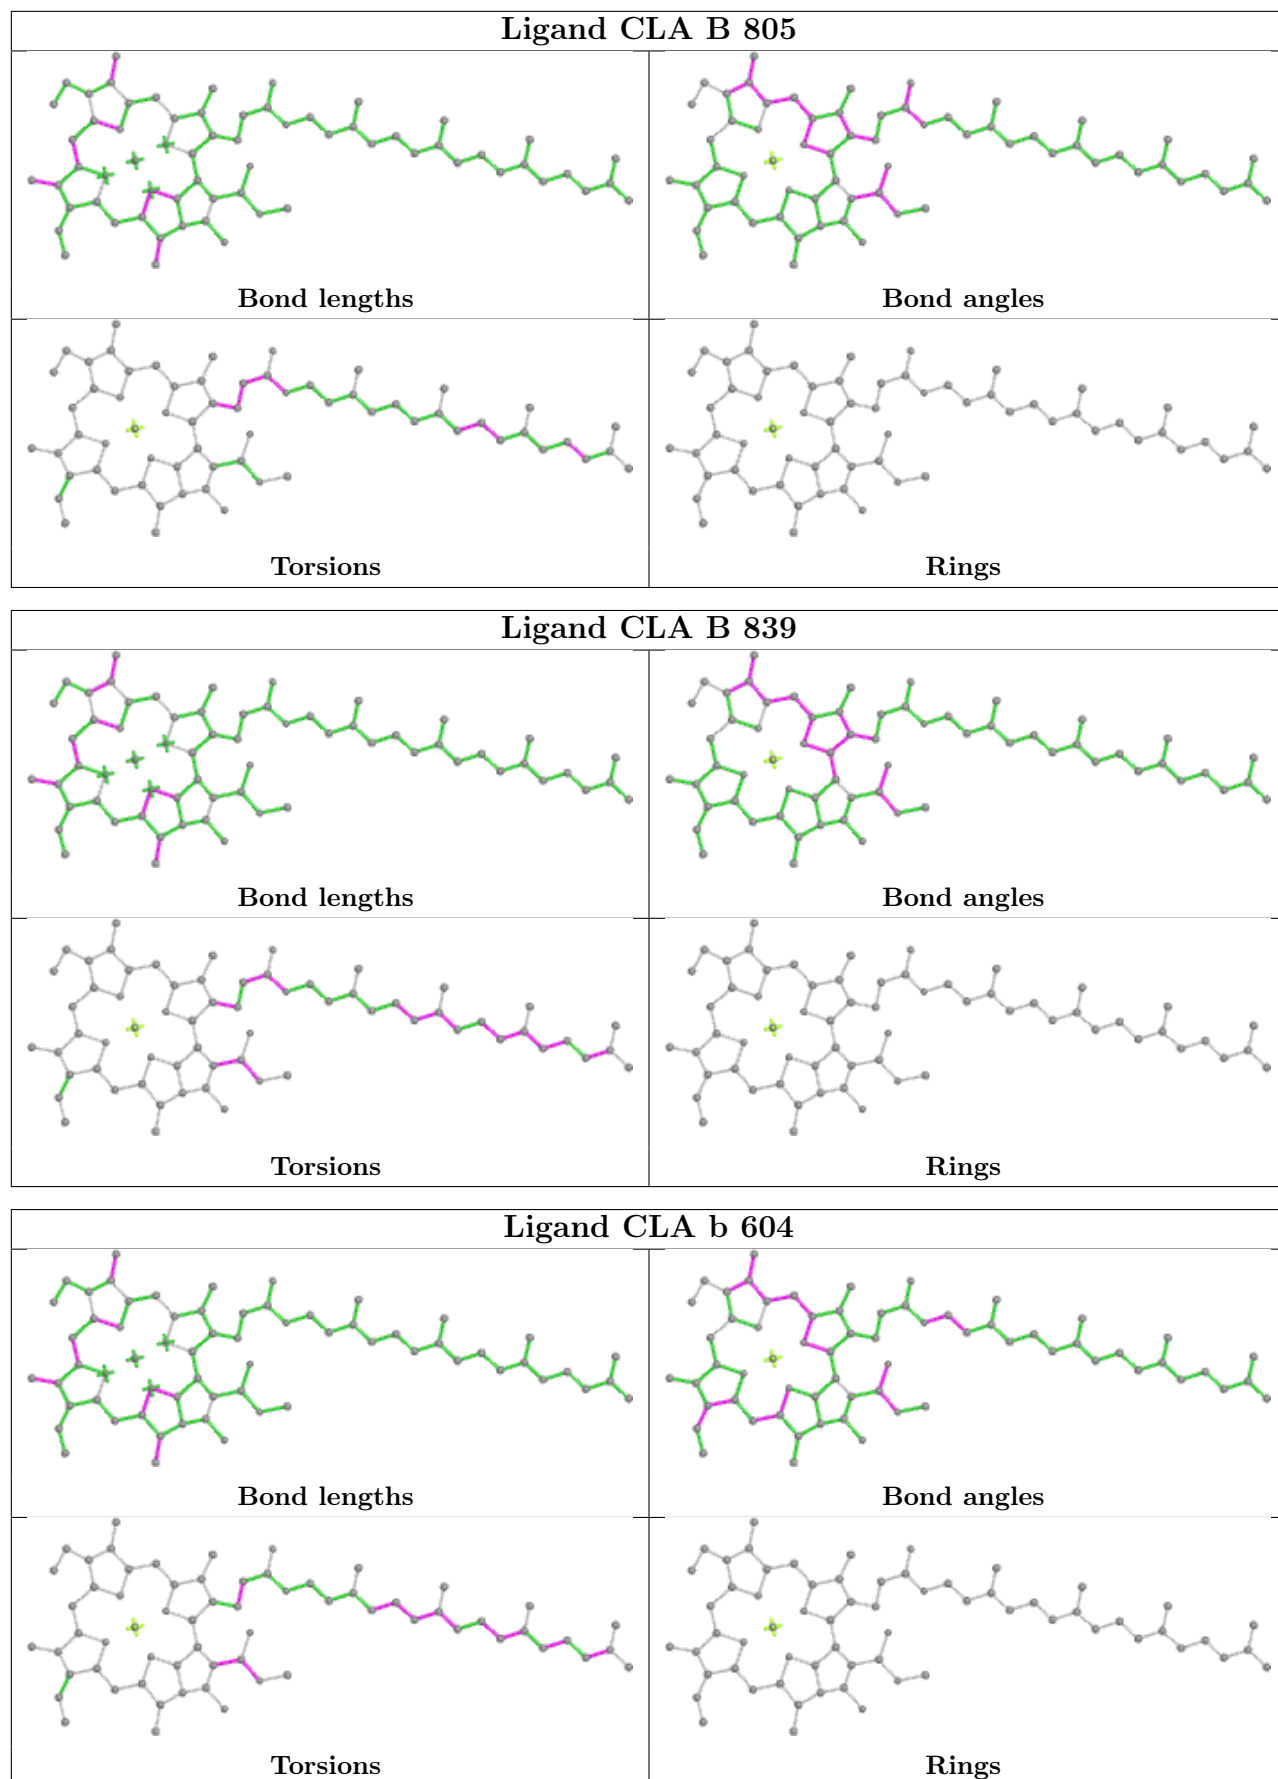 Ligand CLA B 805
Bond lengths
Bond angles
Torsions
Rings
Ligand CLA B 839
Bond lengths
Bond angles
Torsions
Rings
Ligand CLA b 604
Bond lengths
Bond angles
Torsions
Rings